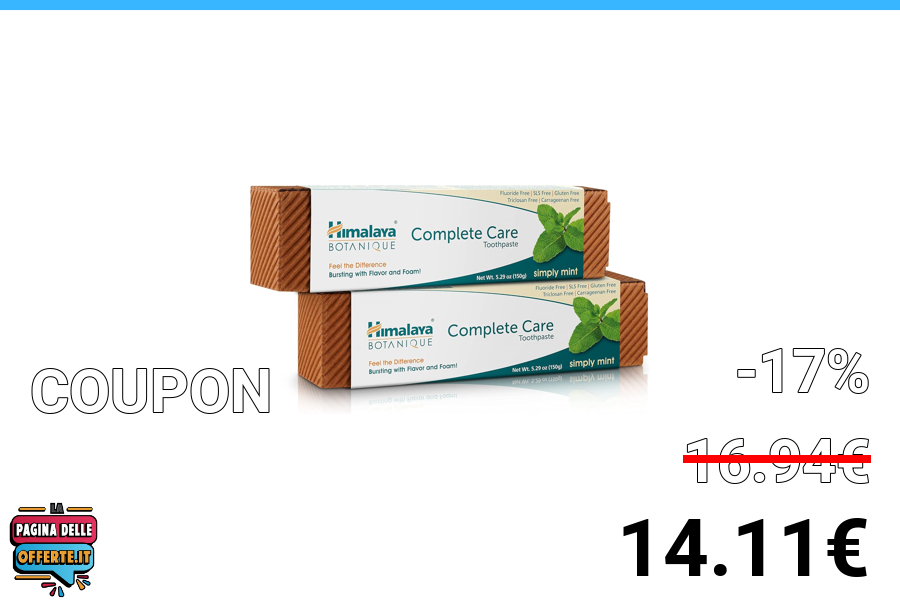 Fluoride Free | SLS Free | Gluten Free
Triclosan Free | Carrageenan Free
Himalaya®
BOTANIQUE
Complete Care
Toothpaste
Feel the Difference
Bursting with Flavor and Foam!
Net Wt. 5.29 oz (150g)
simply mint
Fluoride Free | SLS Free | Gluten Free
Triclosan Free | Carrageenan Free
Himalaya®
BOTANIQUE
Complete Care
Toothpaste
Feel the Difference
Bursting with Flavor and Foam!
Net Wt. 5.29 oz (150g)
simply mint
COUPON
-17%
16.94€
14.11€
LA
PAGINA DELLE
OFFERTE.IT